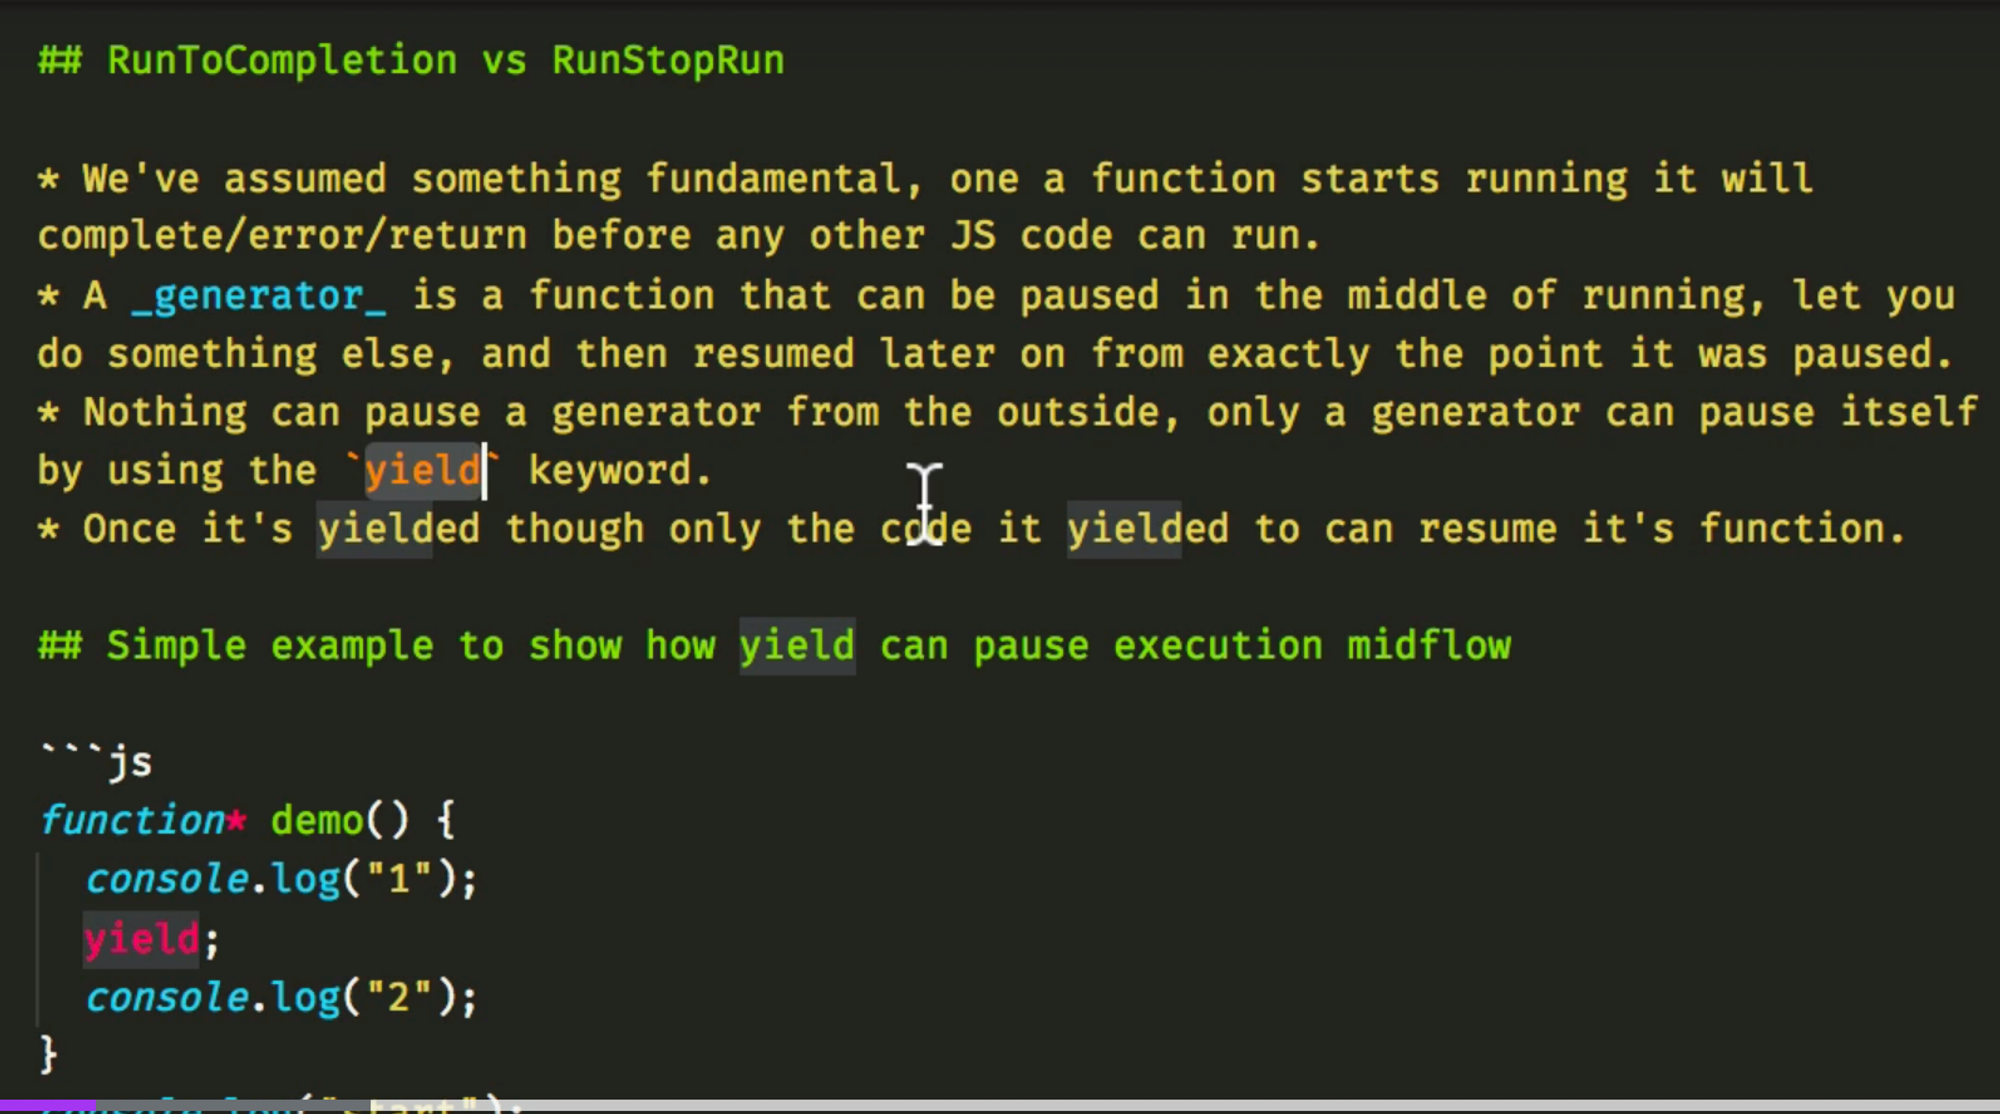 ## RunToCompletion vs RunStopRun
* We've assumed something fundamental, one a function starts running it will
complete/error/return before any other JS code can run.
* A _generator_ is a function that can be paused in the middle of running, let you
do something else, and then resumed later on from exactly the point it was paused.
* Nothing can pause a generator from the outside, only a generator can pause itself
by using the `yield` keyword.
* Once it's yielded though only the code it yielded to can resume it's function.
## Simple example to show how yield can pause execution midflow
```js
function* demo() {
console.log("1");
yield;
console.log("2");
}
console.log("start");